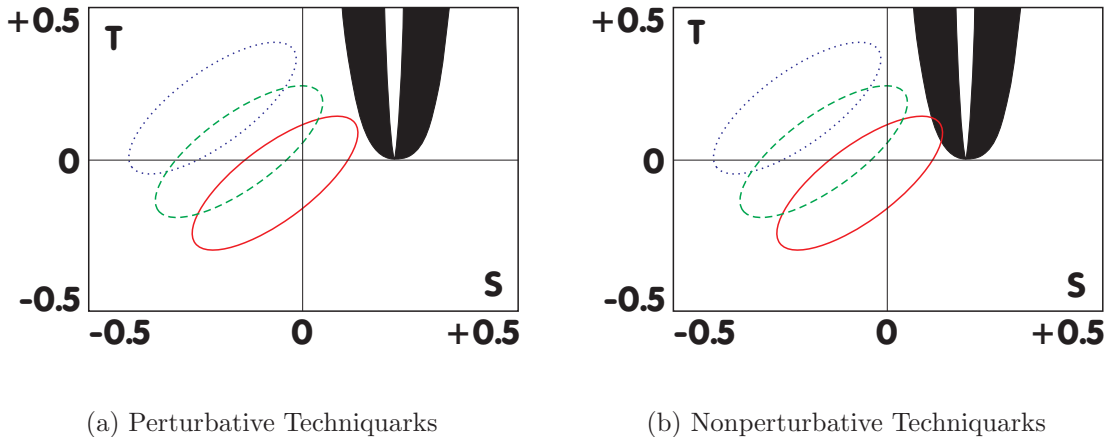 +0.5
T
0
-0.5
S
-0.5 0 +0.5
+0.5
T
0
-0.5
S
-0.5 0 +0.5
(a) Perturbative Techniquarks
(b) Nonperturbative Techniquarks